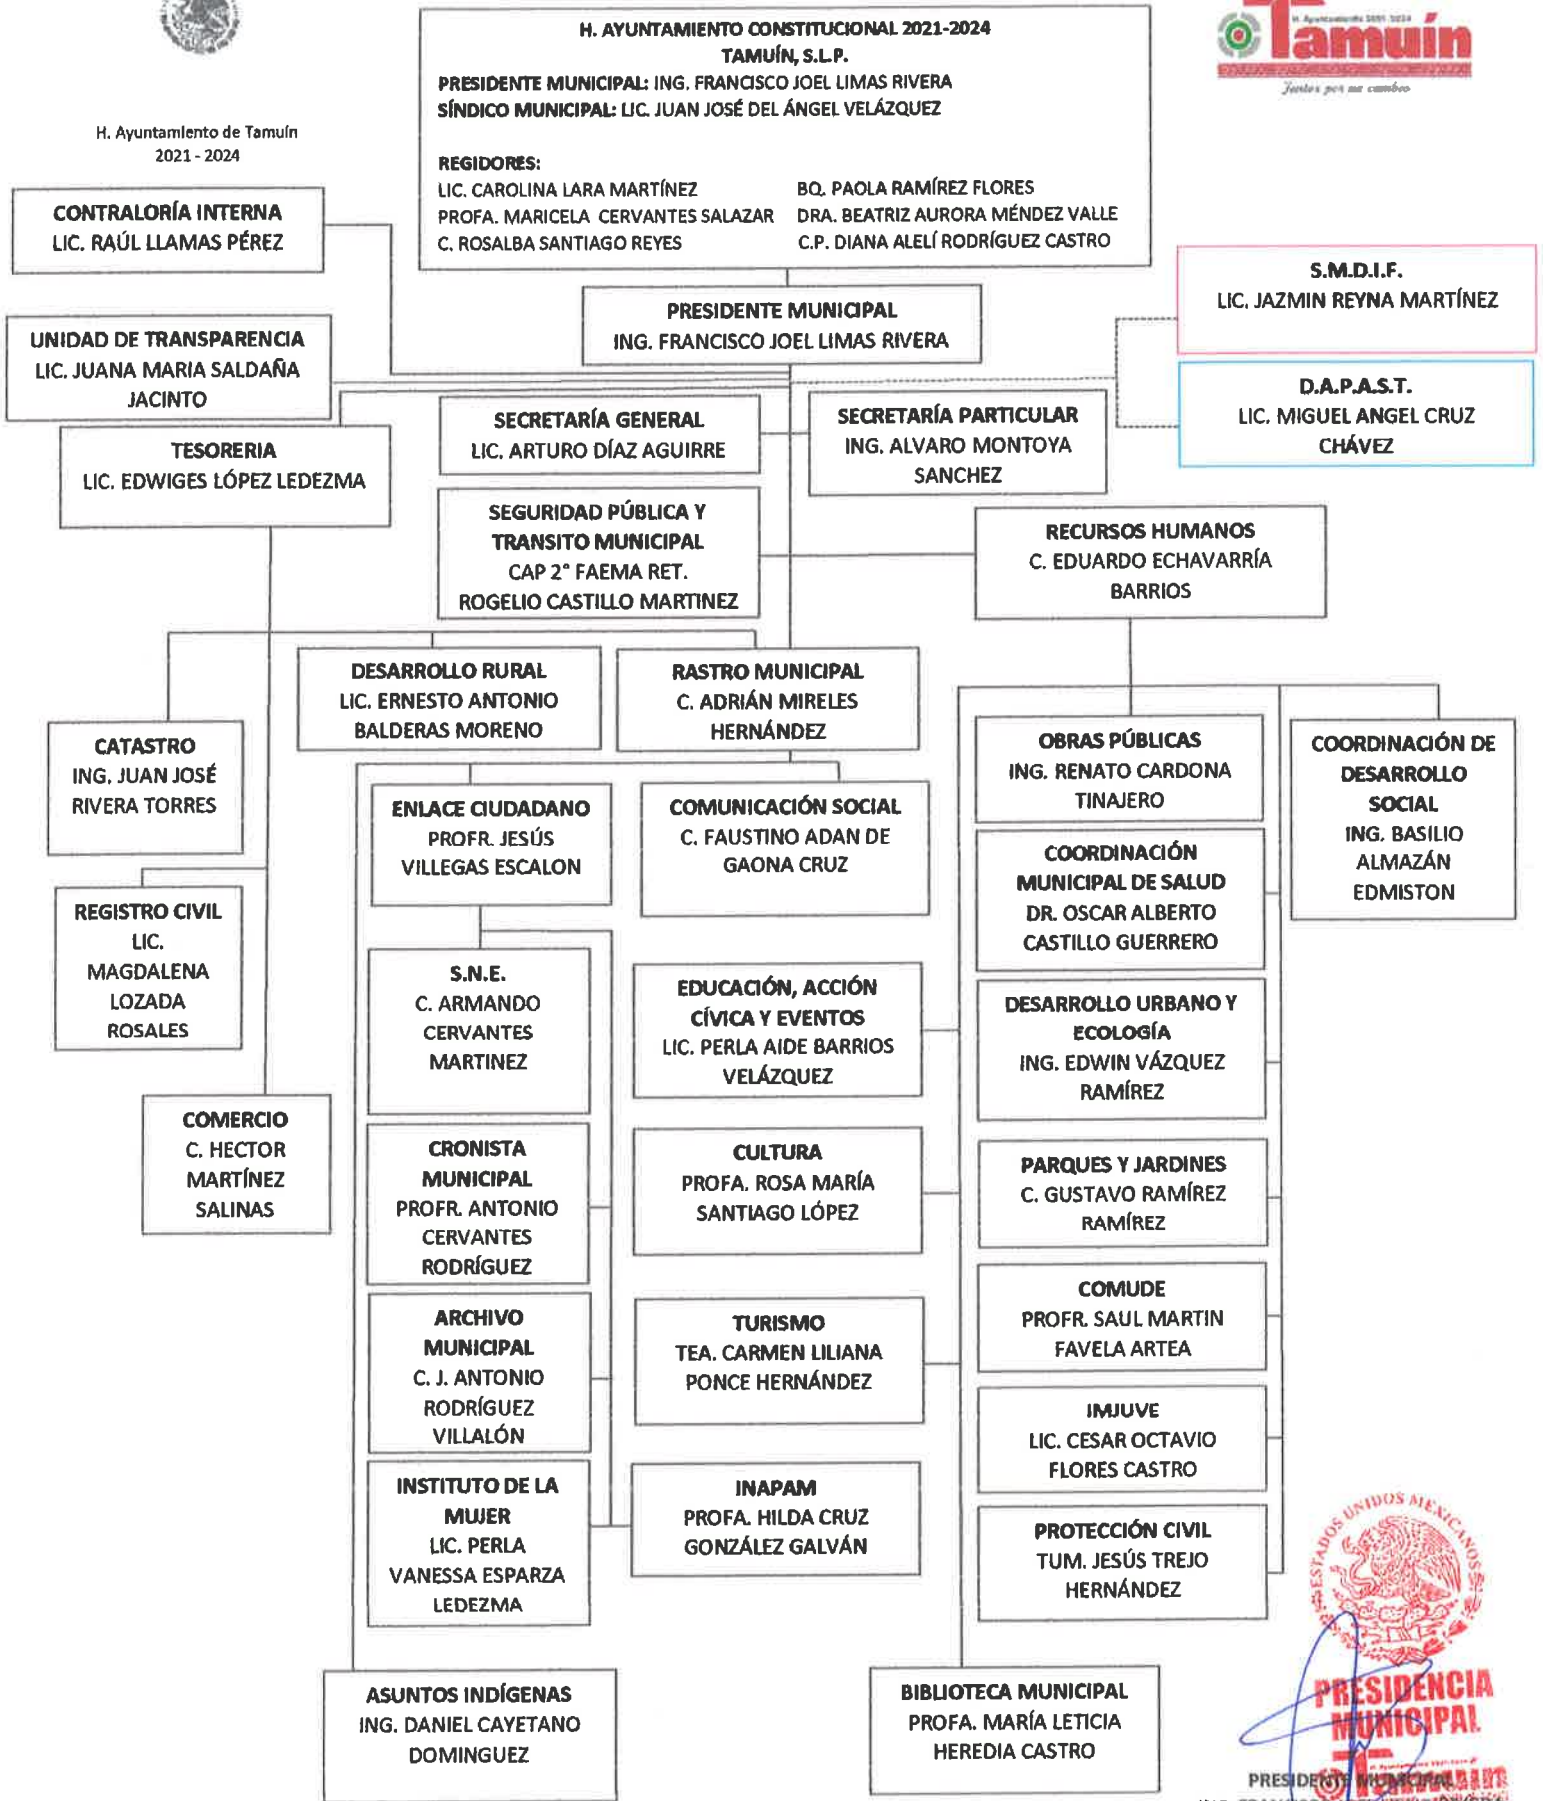 H. AYUNTAMIENTO CONSTITUCIONAL 2021-2024
TAMUÍN, S.L.P.
PRESIDENTE MUNICIPAL: ING. FRANCISCO JOEL LIMAS RIVERA
SÍNDICO MUNICIPAL: LIC. JUAN JOSÉ DEL ÁNGEL VELÁZQUEZ
REGIDORES:
LIC. CAROLINA LARA MARTÍNEZ
BQ. PAOLA RAMÍREZ FLORES
PROFA. MARICELA CERVANTES SALAZAR
DRA. BEATRIZ AURORA MÉNDEZ VALLE
C. ROSALBA SANTIAGO REYES
C.P. DIANA ALELÍ RODRÍGUEZ CASTRO
H. Ayuntamiento 2021-2024
Tamuín
Juntos por un cambio
H. Ayuntamiento de Tamuín
2021 - 2024
CONTRALORÍA INTERNA
LIC. RAÚL LLAMAS PÉREZ
S.M.D.I.F.
LIC. JAZMIN REYNA MARTÍNEZ
PRESIDENTE MUNICIPAL
ING. FRANCISCO JOEL LIMAS RIVERA
UNIDAD DE TRANSPARENCIA
LIC. JUANA MARIA SALDAÑA
JACINTO
D.A.P.A.S.T.
LIC. MIGUEL ANGEL CRUZ
CHÁVEZ
SECRETARÍA GENERAL
LIC. ARTURO DÍAZ AGUIRRE
SECRETARÍA PARTICULAR
ING. ALVARO MONTOYA
SANCHEZ
TESORERIA
LIC. EDWIGES LÓPEZ LEDEZMA
SEGURIDAD PÚBLICA Y
TRANSITO MUNICIPAL
CAP 2° FAEMA RET.
ROGELIO CASTILLO MARTINEZ
RECURSOS HUMANOS
C. EDUARDO ECHAVARRÍA
BARRIOS
DESARROLLO RURAL
LIC. ERNESTO ANTONIO
BALDERAS MORENO
RASTRO MUNICIPAL
C. ADRIÁN MIRELES
HERNÁNDEZ
CATASTRO
ING. JUAN JOSÉ
RIVERA TORRES
OBRAS PÚBLICAS
ING. RENATO CARDONA
TINAJERO
COORDINACIÓN DE
DESARROLLO
SOCIAL
ING. BASILIO
ALMAZÁN
EDMISTON
ENLACE CIUDADANO
PROFR. JESÚS
VILLEGAS ESCALON
COMUNICACIÓN SOCIAL
C. FAUSTINO ADAN DE
GAONA CRUZ
COORDINACIÓN
MUNICIPAL DE SALUD
DR. OSCAR ALBERTO
CASTILLO GUERRERO
REGISTRO CIVIL
LIC.
MAGDALENA
LOZADA
ROSALES
S.N.E.
C. ARMANDO
CERVANTES
MARTINEZ
EDUCACIÓN, ACCIÓN
CÍVICA Y EVENTOS
LIC. PERLA AIDE BARRIOS
VELÁZQUEZ
DESARROLLO URBANO Y
ECOLOGÍA
ING. EDWIN VÁZQUEZ
RAMÍREZ
COMERCIO
C. HECTOR
MARTÍNEZ
SALINAS
CRONISTA
MUNICIPAL
PROFR. ANTONIO
CERVANTES
RODRÍGUEZ
CULTURA
PROFA. ROSA MARÍA
SANTIAGO LÓPEZ
PARQUES Y JARDINES
C. GUSTAVO RAMÍREZ
RAMÍREZ
COMUDE
PROFR. SAUL MARTIN
FAVELA ARTEA
ARCHIVO
MUNICIPAL
C. J. ANTONIO
RODRÍGUEZ
VILLALÓN
TURISMO
TEA. CARMEN LILIANA
PONCE HERNÁNDEZ
IMJUVE
LIC. CESAR OCTAVIO
FLORES CASTRO
INSTITUTO DE LA
MUJER
LIC. PERLA
VANESSA ESPARZA
LEDEZMA
INAPAM
PROFA. HILDA CRUZ
GONZÁLEZ GALVÁN
PROTECCIÓN CIVIL
TUM. JESÚS TREJO
HERNÁNDEZ
ASUNTOS INDÍGENAS
ING. DANIEL CAYETANO
DOMINGUEZ
BIBLIOTECA MUNICIPAL
PROFA. MARÍA LETICIA
HEREDIA CASTRO
ESTADOS UNIDOS MEXICANOS
PRESIDENCIA
MUNICIPAL
Tamuín
PRESIDENTE MUNICIPAL